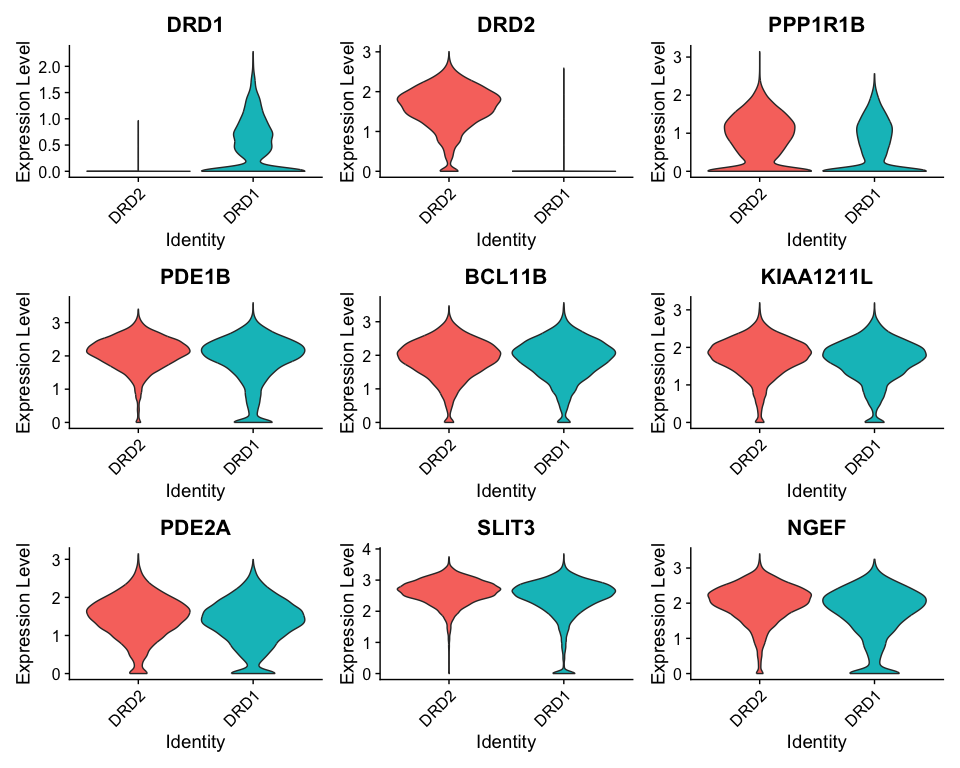 DRD1
Expression Level
2.0
1.5
1.0
0.5
0.0
DRD2
DRD1
Identity
DRD2
Expression Level
3
2
1
0
DRD2
DRD1
Identity
PPP1R1B
Expression Level
3
2
1
0
DRD2
DRD1
Identity
PDE1B
Expression Level
3
2
1
0
DRD2
DRD1
Identity
BCL11B
Expression Level
3
2
1
0
DRD2
DRD1
Identity
KIAA1211L
Expression Level
3
2
1
0
DRD2
DRD1
Identity
PDE2A
Expression Level
3
2
1
0
DRD2
DRD1
Identity
SLIT3
Expression Level
4
3
2
1
0
DRD2
DRD1
Identity
NGEF
Expression Level
3
2
1
0
DRD2
DRD1
Identity